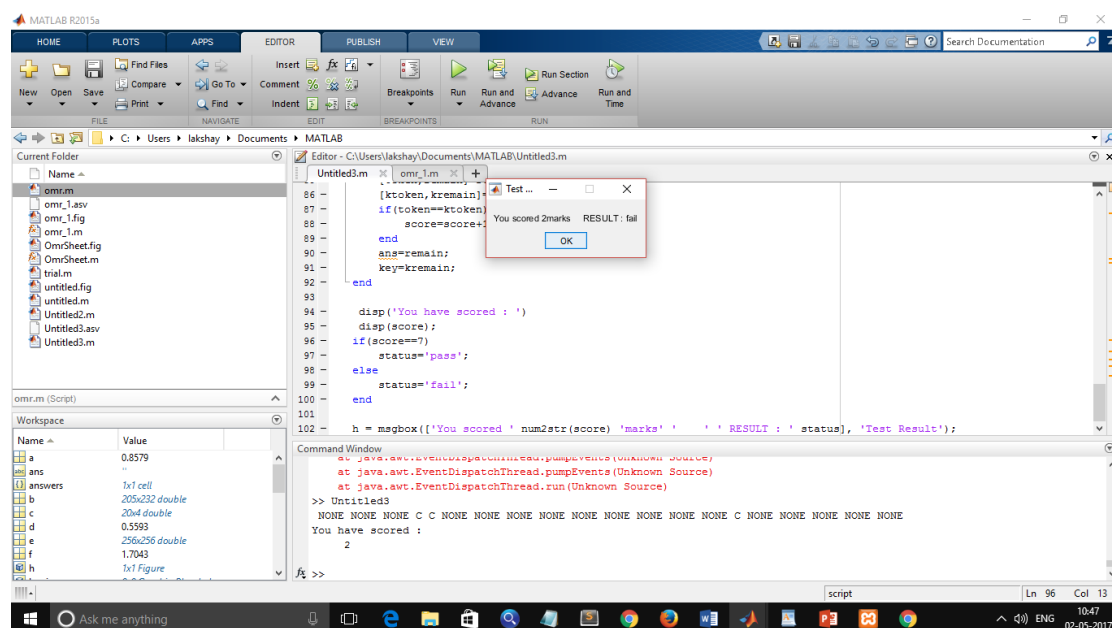 MATLAB R2015a
HOME PLOTS APPS EDITOR PUBLISH VIEW Search Documentation
New Open Save Find Files Compare Print Go To Find Insert Comment Indent Breakpoints Run Run and Advance Run Section Advance Run and Time
FILE NAVIGATE EDIT BREAKPOINTS RUN
C: Users lakshay Documents MATLAB
Current Folder
Name
omr.m
omr_1.asv
omr_1.fig
omr_1.m
OmrSheet.fig
OmrSheet.m
trial.m
untitled.fig
untitled.m
Untitled2.m
Untitled3.asv
Untitled3.m
omr.m (Script)
Workspace
Name Value
a 0.8579
ans ''
answers 1x1 cell
b 205x232 double
c 20x4 double
d 0.5593
e 256x256 double
f 1.7043
h 1x1 Figure
Editor - C:\Users\lakshay\Documents\MATLAB\Untitled3.m
Untitled3.m omr_1.m +
86 - [ktoken,kremain]=
87 - if(token==ktoken)
88 - score=score+1
89 - end
90 - ans=remain;
91 - key=kremain;
92 - end
93
94 - disp('You have scored : ')
95 - disp(score);
96 - if(score==7)
97 - status='pass';
98 - else
99 - status='fail';
100 - end
101
102 - h = msgbox(['You scored ' num2str(score) 'marks' '    ' ' RESULT : ' status], 'Test Result');
Test ...
You scored 2marks RESULT : fail
OK
Command Window
at java.awt.EventDispatchThread.pumpEvents(Unknown Source)
at java.awt.EventDispatchThread.pumpEvents(Unknown Source)
at java.awt.EventDispatchThread.run(Unknown Source)
>> Untitled3
NONE NONE NONE C C NONE NONE NONE NONE NONE NONE NONE NONE NONE C NONE NONE NONE NONE NONE
You have scored :
2
fx >>
script Ln 96 Col 13
Ask me anything
ENG 10:47
02-05-2017